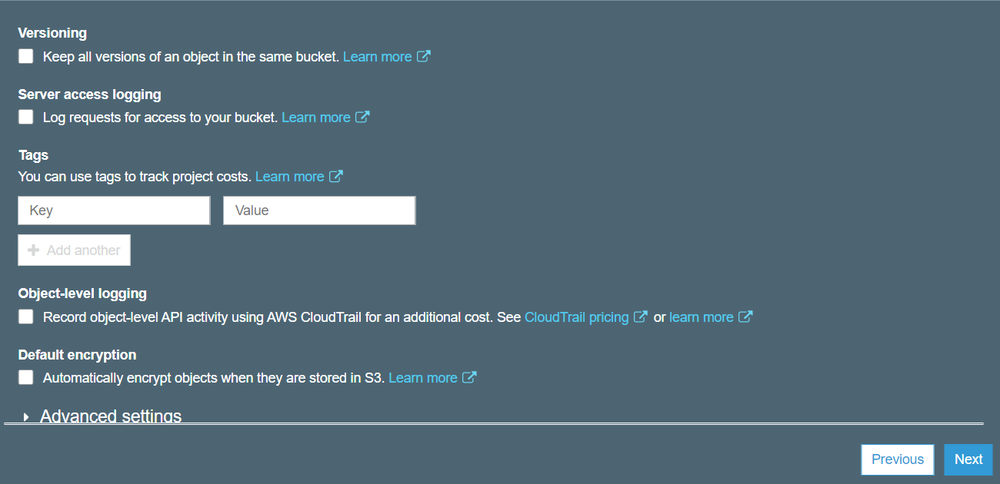 Versioning
Keep all versions of an object in the same bucket. Learn more
Server access logging
Log requests for access to your bucket. Learn more
Tags
You can use tags to track project costs. Learn more
Key Value
Add another
Object-level logging
Record object-level API activity using AWS CloudTrail for an additional cost. See CloudTrail pricing or learn more
Default encryption
Automatically encrypt objects when they are stored in S3. Learn more
Advanced settings
Previous Next